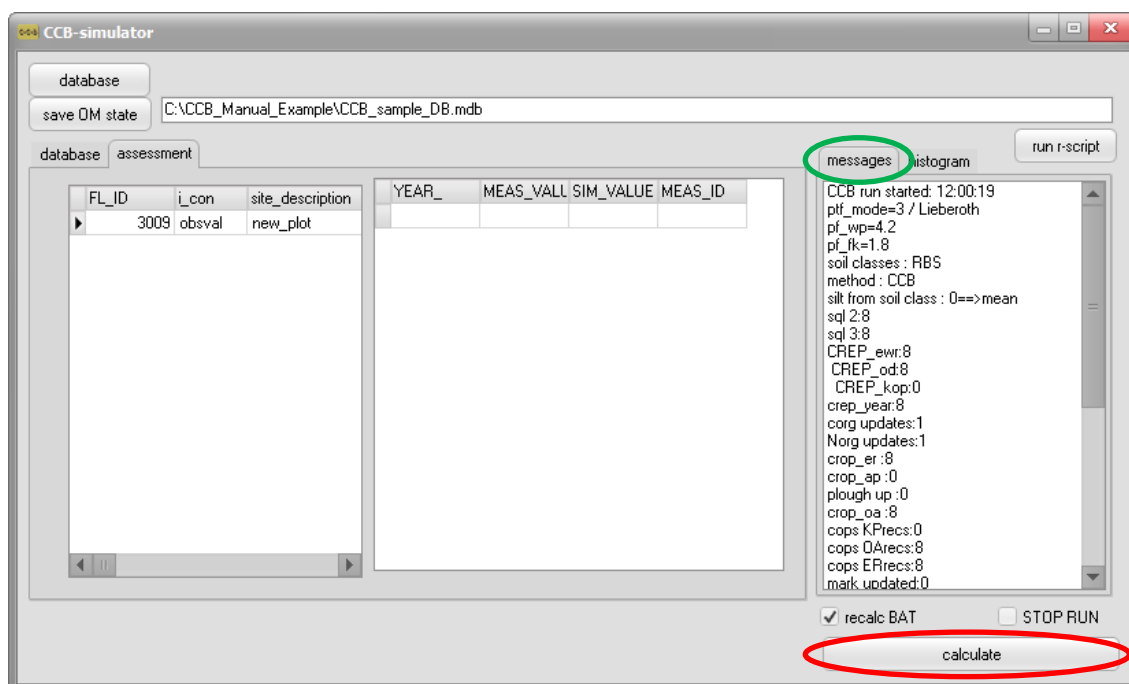 CCB-simulator
database
save OM state
C:\CCB_Manual_Example\CCB_sample_DB.mdb
run r-script
database assessment
messages histogram
FL_ID i_con site_description
3009 obsval new_plot
YEAR_ MEAS_VALU SIM_VALUE MEAS_ID
CCB run started: 12:00:19
ptf_mode=3 / Lieberoth
pf_wp=4.2
pf_fk=1.8
soil classes : RBS
method : CCB
silt from soil class : 0==>mean
sql 2:8
sql 3:8
CREP_ewr:8
CREP_od:8
CREP_kop:0
crep_year:8
corg updates:1
Norg updates:1
crop_er :8
crop_ap :0
plough up :0
crop_oa :8
cops KPrecs:0
cops OArecs:8
cops ERrecs:8
mark updated:0
recalc BAT STOP RUN
calculate